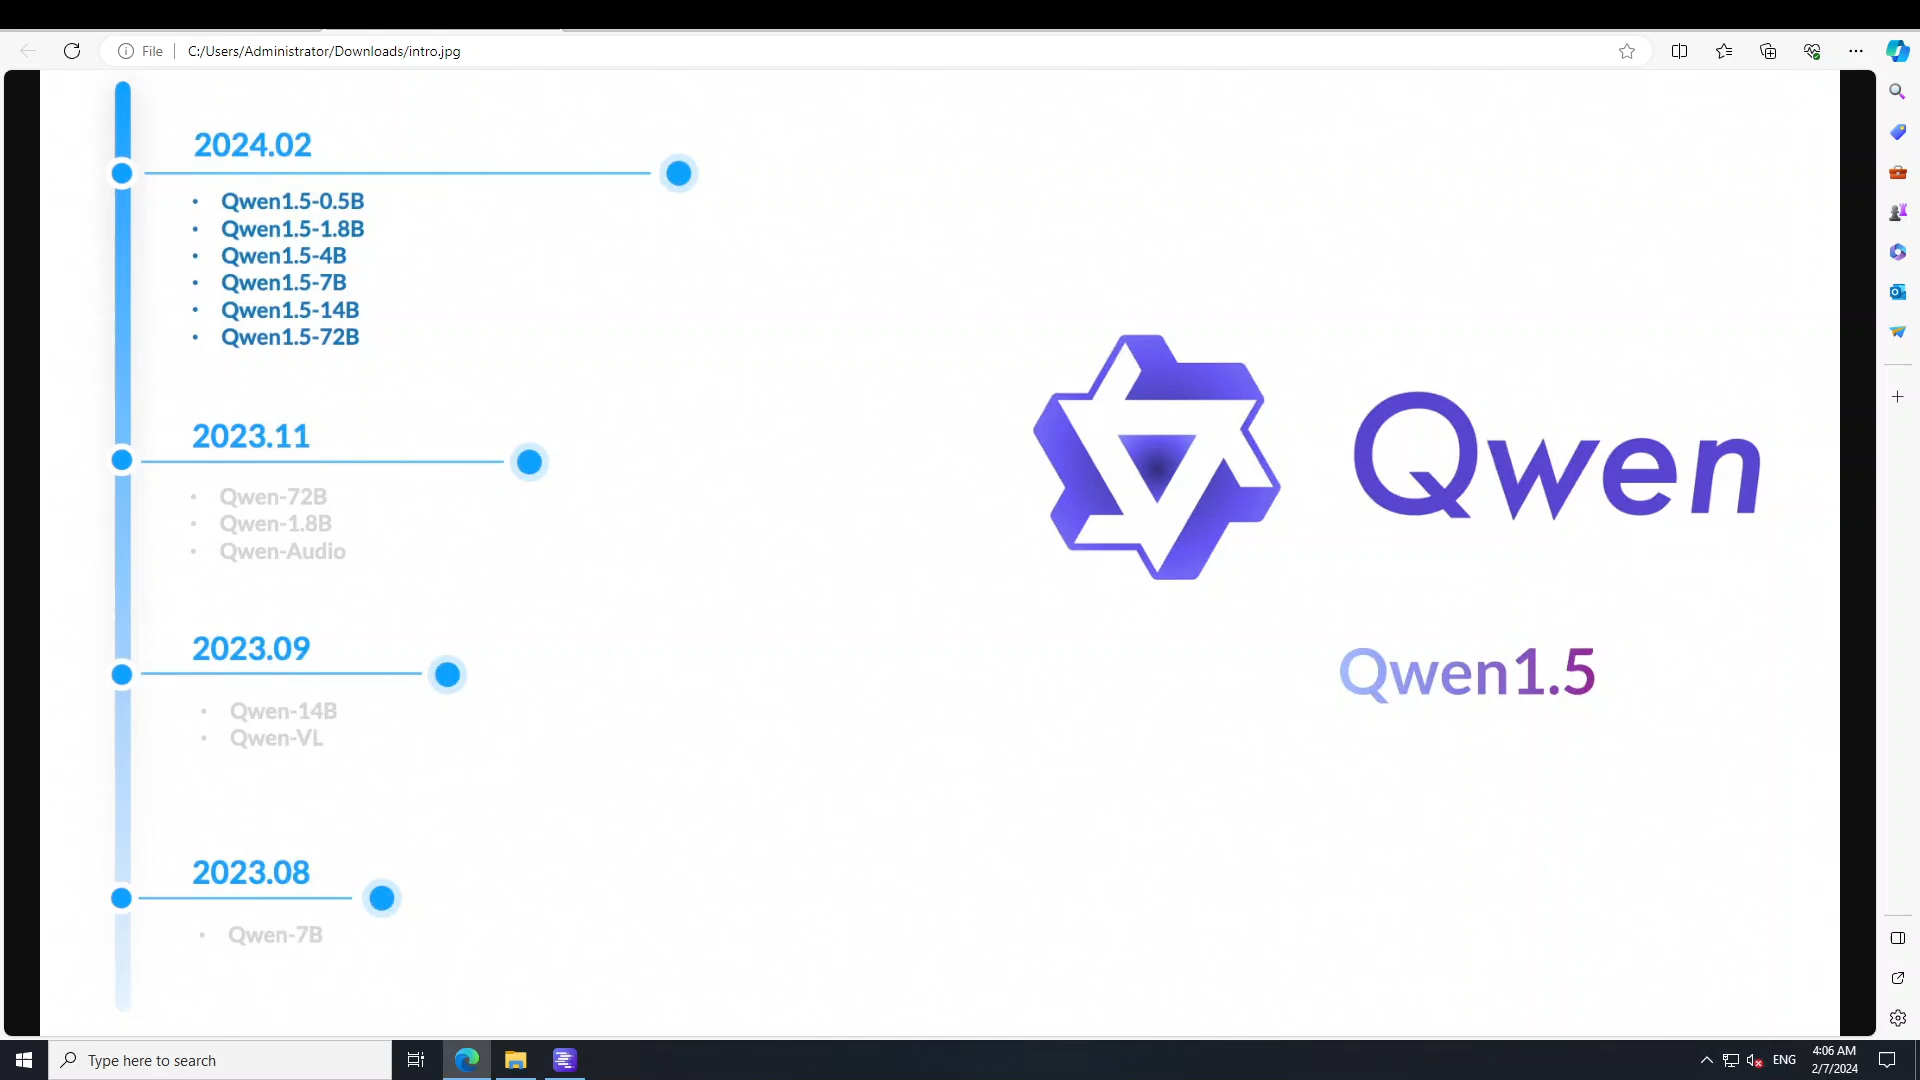 File
C:/Users/Administrator/Downloads/intro.jpg
2024.02
• Qwen1.5-0.5B
• Qwen1.5-1.8B
• Qwen1.5-4B
• Qwen1.5-7B
• Qwen1.5-14B
• Qwen1.5-72B
2023.11
• Qwen-72B
• Qwen-1.8B
• Qwen-Audio
2023.09
• Qwen-14B
• Qwen-VL
2023.08
• Qwen-7B
Qwen
Qwen1.5
Type here to search
ENG
4:06 AM
2/7/2024